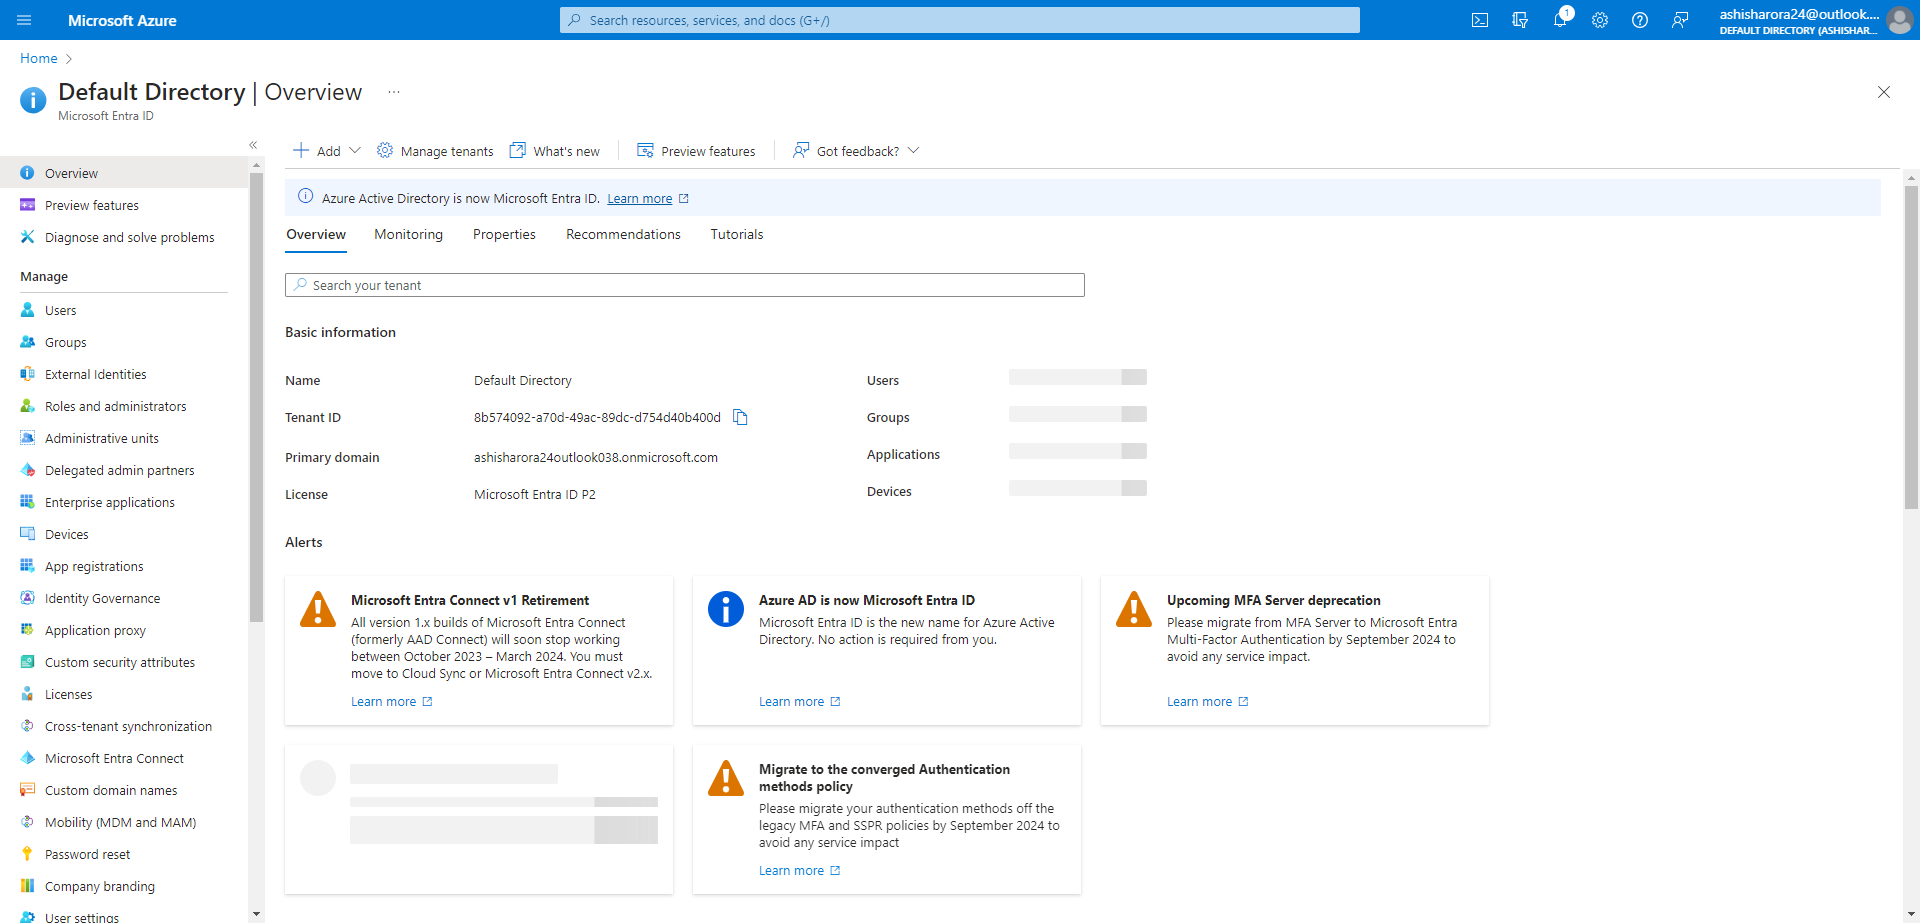 Microsoft Azure
Search resources, services, and docs (G+/)
1
ashisharora24@outlook....
DEFAULT DIRECTORY (ASHISHAR...
Home
Default Directory | Overview
...
Microsoft Entra ID
Overview
Preview features
Diagnose and solve problems
Manage
Users
Groups
External Identities
Roles and administrators
Administrative units
Delegated admin partners
Enterprise applications
Devices
App registrations
Identity Governance
Application proxy
Custom security attributes
Licenses
Cross-tenant synchronization
Microsoft Entra Connect
Custom domain names
Mobility (MDM and MAM)
Password reset
Company branding
User settings
Add
Manage tenants
What's new
Preview features
Got feedback?
Azure Active Directory is now Microsoft Entra ID. Learn more
Overview
Monitoring
Properties
Recommendations
Tutorials
Search your tenant
Basic information
Name
Default Directory
Tenant ID
8b574092-a70d-49ac-89dc-d754d40b400d
Primary domain
ashisharora24outlook038.onmicrosoft.com
License
Microsoft Entra ID P2
Users
Groups
Applications
Devices
Alerts
Microsoft Entra Connect v1 Retirement
All version 1.x builds of Microsoft Entra Connect
(formerly AAD Connect) will soon stop working
between October 2023 – March 2024. You must
move to Cloud Sync or Microsoft Entra Connect v2.x.
Learn more
Azure AD is now Microsoft Entra ID
Microsoft Entra ID is the new name for Azure Active
Directory. No action is required from you.
Learn more
Upcoming MFA Server deprecation
Please migrate from MFA Server to Microsoft Entra
Multi-Factor Authentication by September 2024 to
avoid any service impact.
Learn more
Migrate to the converged Authentication
methods policy
Please migrate your authentication methods off the
legacy MFA and SSPR policies by September 2024 to
avoid any service impact
Learn more